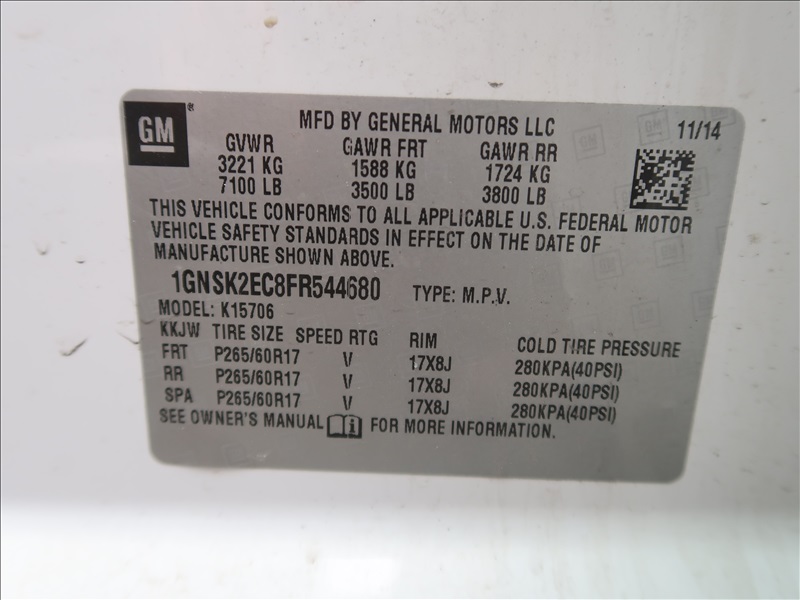 GM
MFD BY GENERAL MOTORS LLC 11/14
GVWR GAWR FRT GAWR RR
3221 KG 1588 KG 1724 KG
7100 LB 3500 LB 3800 LB
THIS VEHICLE CONFORMS TO ALL APPLICABLE U.S. FEDERAL MOTOR
VEHICLE SAFETY STANDARDS IN EFFECT ON THE DATE OF
MANUFACTURE SHOWN ABOVE.
1GNSK2EC8FR544680 TYPE: M.P.V.
MODEL: K15706
KKJW TIRE SIZE SPEED RTG RIM COLD TIRE PRESSURE
FRT P265/60R17 V 17X8J 280KPA(40PSI)
RR P265/60R17 V 17X8J 280KPA(40PSI)
SPA P265/60R17 V 17X8J 280KPA(40PSI)
SEE OWNER'S MANUAL i FOR MORE INFORMATION.